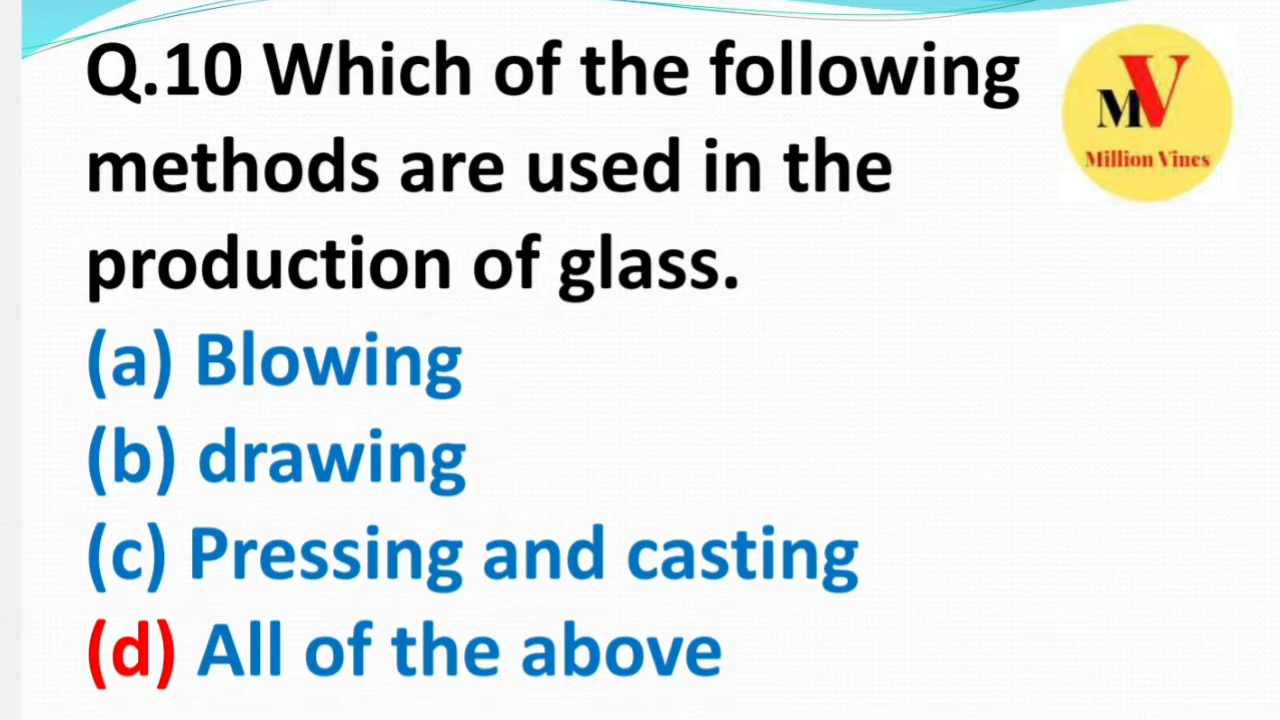 Q.10 Which of the following
methods are used in the
production of glass.
(a) Blowing
(b) drawing
(c) Pressing and casting
(d) All of the above
MV
Million Vines